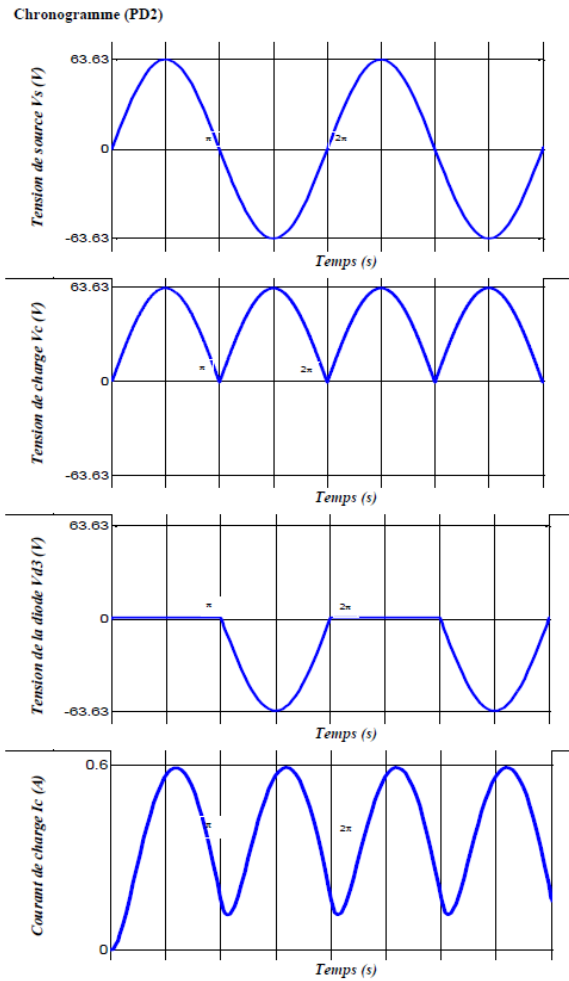 Chronogramme (PD2)
Tension de source Vs (V)
63.63
0
-63.63
π
2π
Temps (s)
Tension de charge Vc (V)
63.63
0
-63.63
π
2π
Temps (s)
Tension de la diode Vd3 (V)
63.63
0
-63.63
π
2π
Temps (s)
Courant de charge Ic (A)
0.6
0
π
2π
Temps (s)